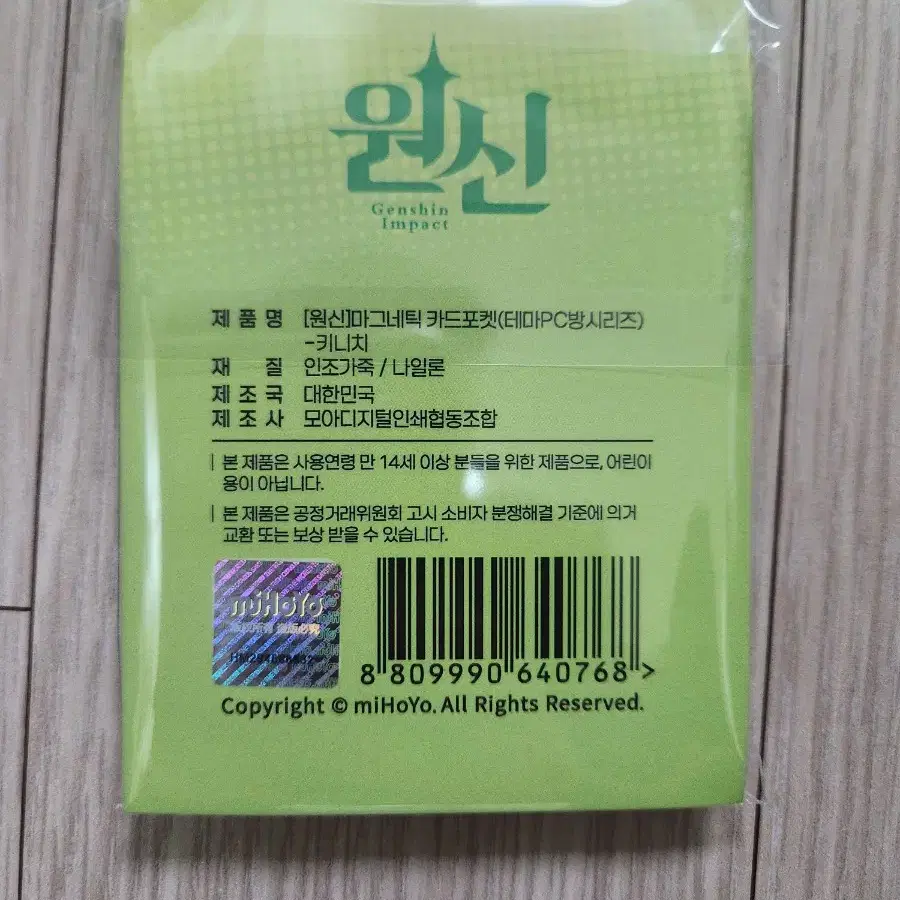 원신
Genshin
Impact
제 품 명 [원신]마그네틱 카드포켓(테마PC방시리즈)
-키니치
재 질 인조가죽 / 나일론
제 조 국 대한민국
제 조 사 모아디지털인쇄협동조합
본 제품은 사용연령 만 14세 이상 분들을 위한 제품으로, 어린이
용이 아닙니다.
본 제품은 공정거래위원회 고시 소비자 분쟁해결 기준에 의거
교환 또는 보상 받을 수 있습니다.
miHoYo
8 809990 640768 >
Copyright © miHoYo. All Rights Reserved.